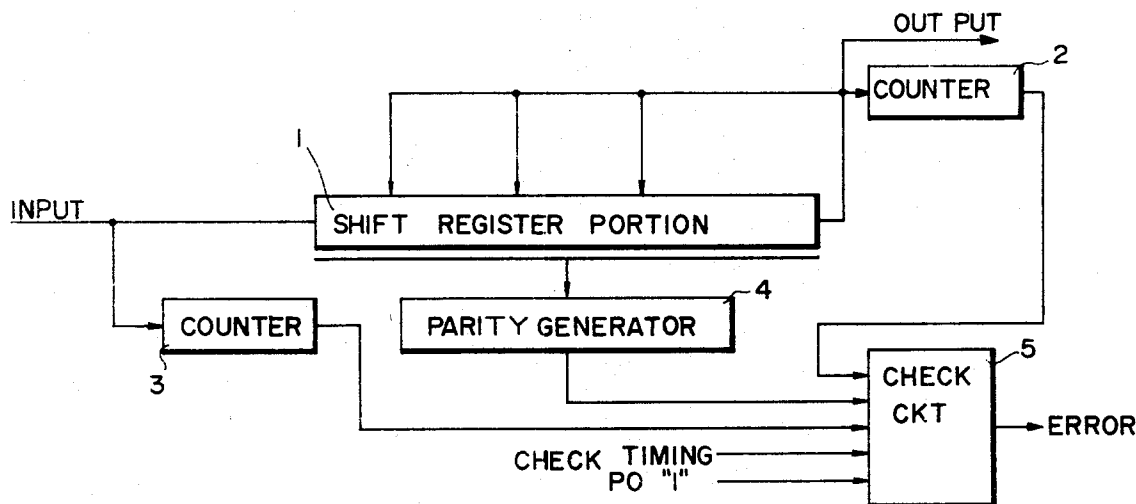 OUT PUT
2
COUNTER
1
INPUT
SHIFT REGISTER PORTION
4
COUNTER
PARITY GENERATOR
3
5
CHECK
CKT
ERROR
CHECK TIMING
PO "1"